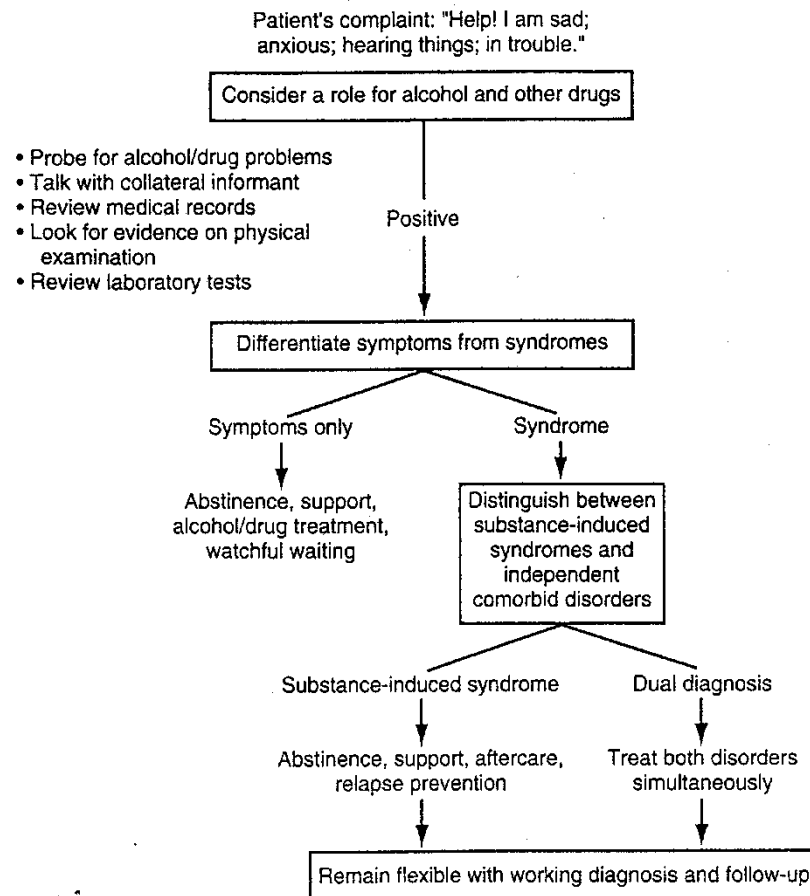 Patient's complaint: "Help! I am sad;
anxious; hearing things; in trouble."
Consider a role for alcohol and other drugs
• Probe for alcohol/drug problems
• Talk with collateral informant
• Review medical records
• Look for evidence on physical
examination
• Review laboratory tests
Positive
Differentiate symptoms from syndromes
Symptoms only
Syndrome
Abstinence, support,
alcohol/drug treatment,
watchful waiting
Distinguish between
substance-induced
syndromes and
independent
comorbid disorders
Substance-induced syndrome
Dual diagnosis
Abstinence, support, aftercare,
relapse prevention
Treat both disorders
simultaneously
Remain flexible with working diagnosis and follow-up